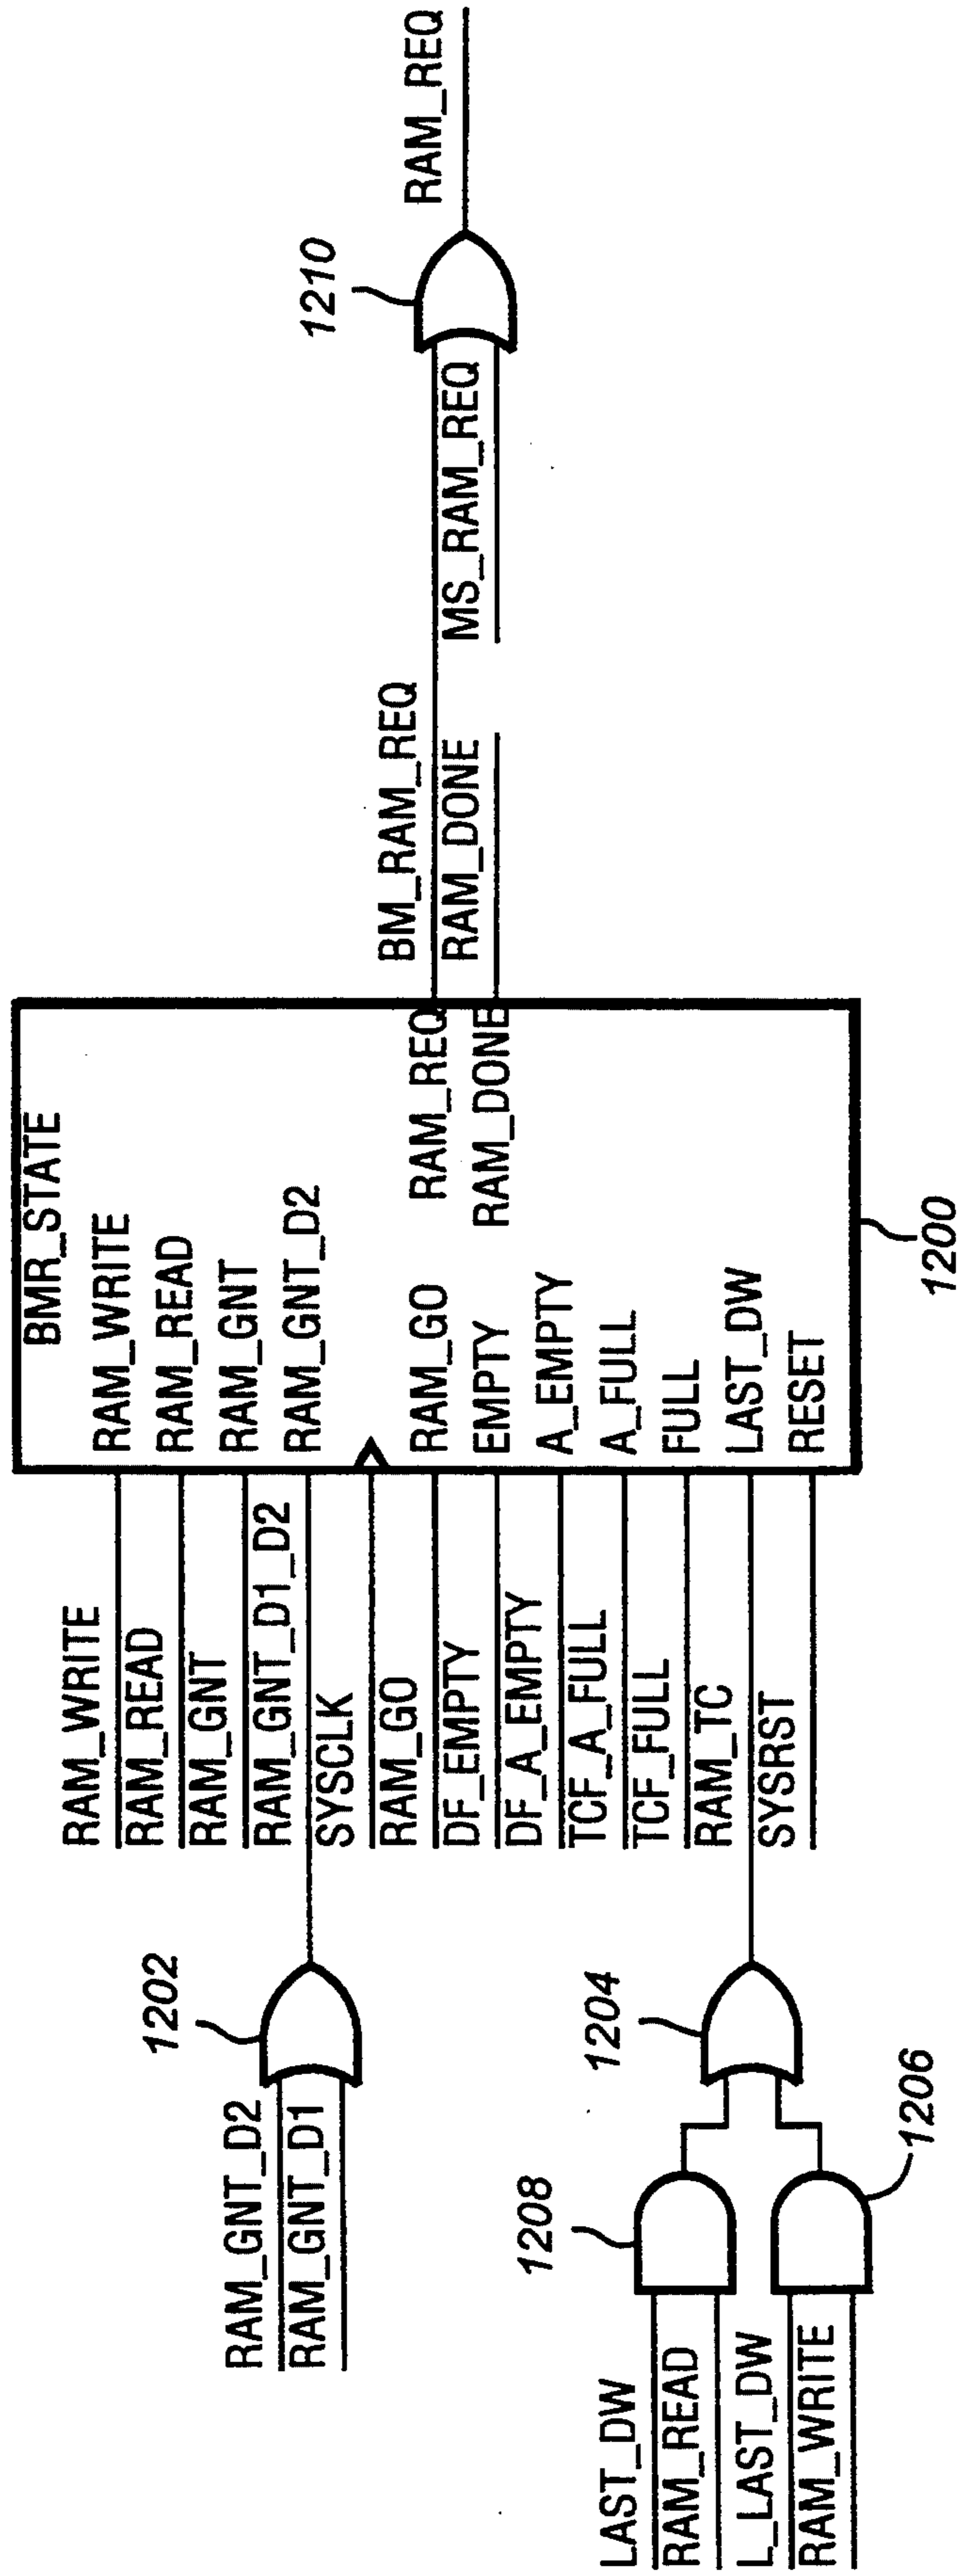 BMR_STATE
RAM_WRITE
RAM_WRITE
RAM_READ
RAM_READ
RAM_GNT
RAM_GNT
RAM_GNT_D1_D2
RAM_GNT_D2
1202
RAM_GNT_D2
RAM_GNT_D1
SYSCLK
RAM_GO
RAM_GO
RAM_REQ
BM_RAM_REQ
DF_EMPTY
EMPTY
RAM_DONE
RAM_DONE
MS_RAM_REQ
1210
RAM_REQ
DF_A_EMPTY
A_EMPTY
TCF_A_FULL
A_FULL
TCF_FULL
FULL
RAM_TC
LAST_DW
SYSRST
RESET
1200
1204
1208
LAST_DW
RAM_READ
L_LAST_DW
RAM_WRITE
1206